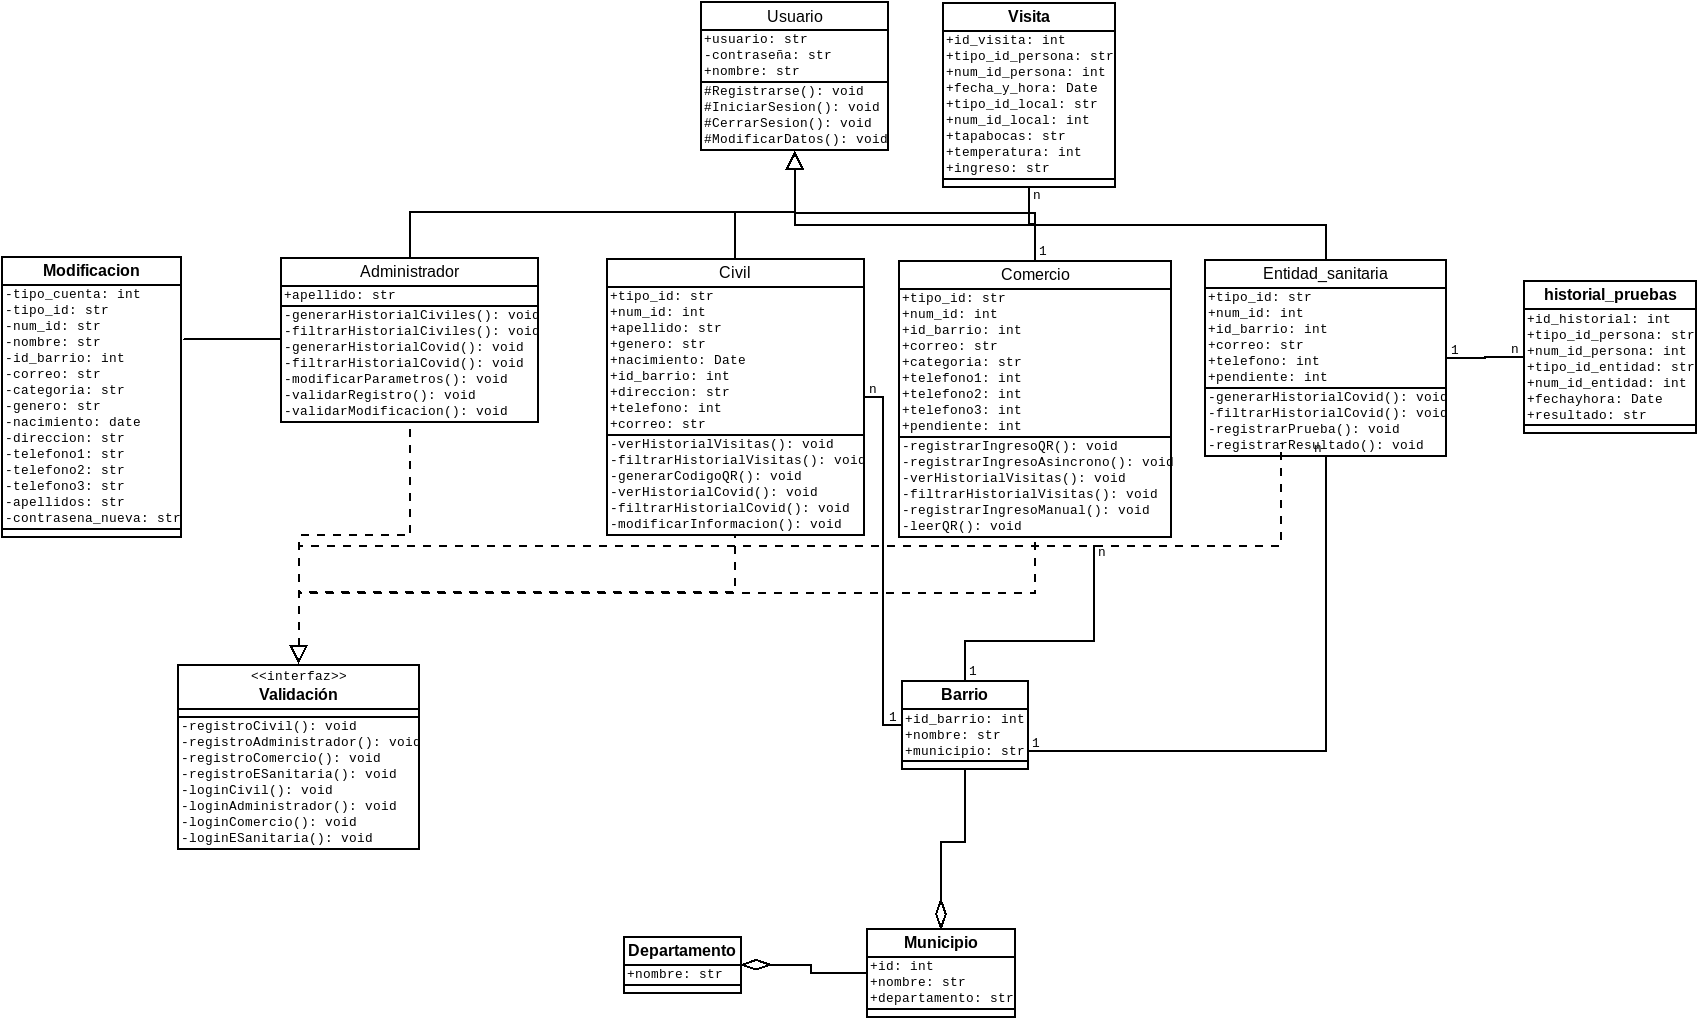 Usuario
+usuario: str
-contraseña: str
+nombre: str
#Registrarse(): void
#IniciarSesion(): void
#CerrarSesion(): void
#ModificarDatos(): void
Visita
+id_visita: int
+tipo_id_persona: str
+num_id_persona: int
+fecha_y_hora: Date
+tipo_id_local: str
+num_id_local: int
+tapabocas: str
+temperatura: int
+ingreso: str
n
1
Modificacion
-tipo_cuenta: int
-tipo_id: str
-num_id: str
-nombre: str
-id_barrio: int
-correo: str
-categoria: str
-genero: str
-nacimiento: date
-direccion: str
-telefono1: str
-telefono2: str
-telefono3: str
-apellidos: str
-contrasena_nueva: str
Administrador
+apellido: str
-generarHistorialCiviles(): void
-filtrarHistorialCiviles(): void
-generarHistorialCovid(): void
-filtrarHistorialCovid(): void
-modificarParametros(): void
-validarRegistro(): void
-validarModificacion(): void
Civil
+tipo_id: str
+num_id: int
+apellido: str
+genero: str
+nacimiento: Date
+id_barrio: int
+direccion: str
+telefono: int
+correo: str
-verHistorialVisitas(): void
-filtrarHistorialVisitas(): void
-generarCodigoQR(): void
-verHistorialCovid(): void
-filtrarHistorialCovid(): void
-modificarInformacion(): void
n
Comercio
+tipo_id: str
+num_id: int
+id_barrio: int
+correo: str
+categoria: str
+telefono1: int
+telefono2: int
+telefono3: int
+pendiente: int
-registrarIngresoQR(): void
-registrarIngresoAsincrono(): void
-verHistorialVisitas(): void
-filtrarHistorialVisitas(): void
-registrarIngresoManual(): void
-leerQR(): void
n
Entidad_sanitaria
+tipo_id: str
+num_id: int
+id_barrio: int
+correo: str
+telefono: int
+pendiente: int
-generarHistorialCovid(): void
-filtrarHistorialCovid(): void
-registrarPrueba(): void
-registrarResultado(): void
n
1
n
historial_pruebas
+id_historial: int
+tipo_id_persona: str
+num_id_persona: int
+tipo_id_entidad: str
+num_id_entidad: int
+fechayhora: Date
+resultado: str
<<interfaz>>
Validación
-registroCivil(): void
-registroAdministrador(): void
-registroComercio(): void
-registroESanitaria(): void
-loginCivil(): void
-loginAdministrador(): void
-loginComercio(): void
-loginESanitaria(): void
1
1
Barrio
+id_barrio: int
+nombre: str
+municipio: str
1
Departamento
+nombre: str
Municipio
+id: int
+nombre: str
+departamento: str